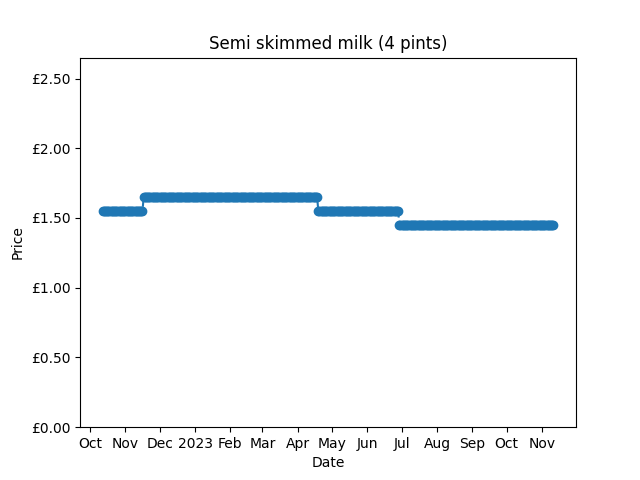 Semi skimmed milk (4 pints)
£2.50
£2.00
£1.50
£1.00
£0.50
£0.00
Price
Oct Nov Dec 2023 Feb Mar Apr May Jun Jul Aug Sep Oct Nov
Date